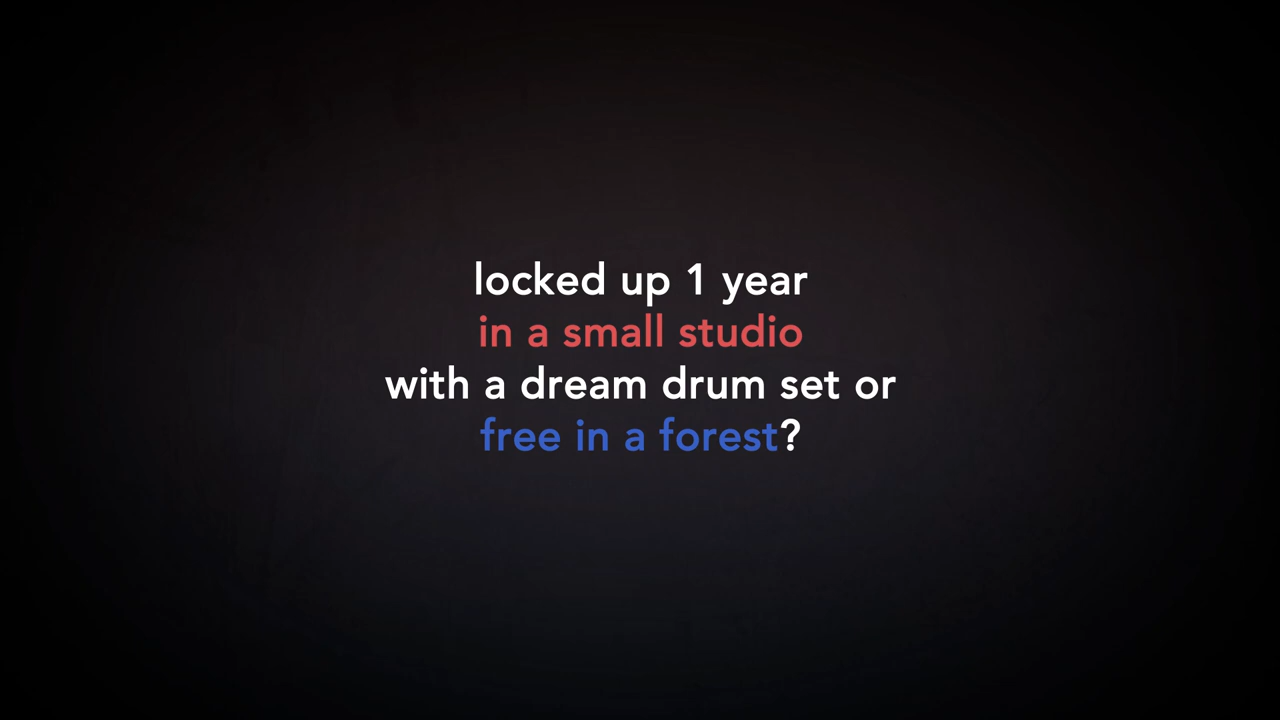 locked up 1 year
in a small studio
with a dream drum set or
free in a forest?